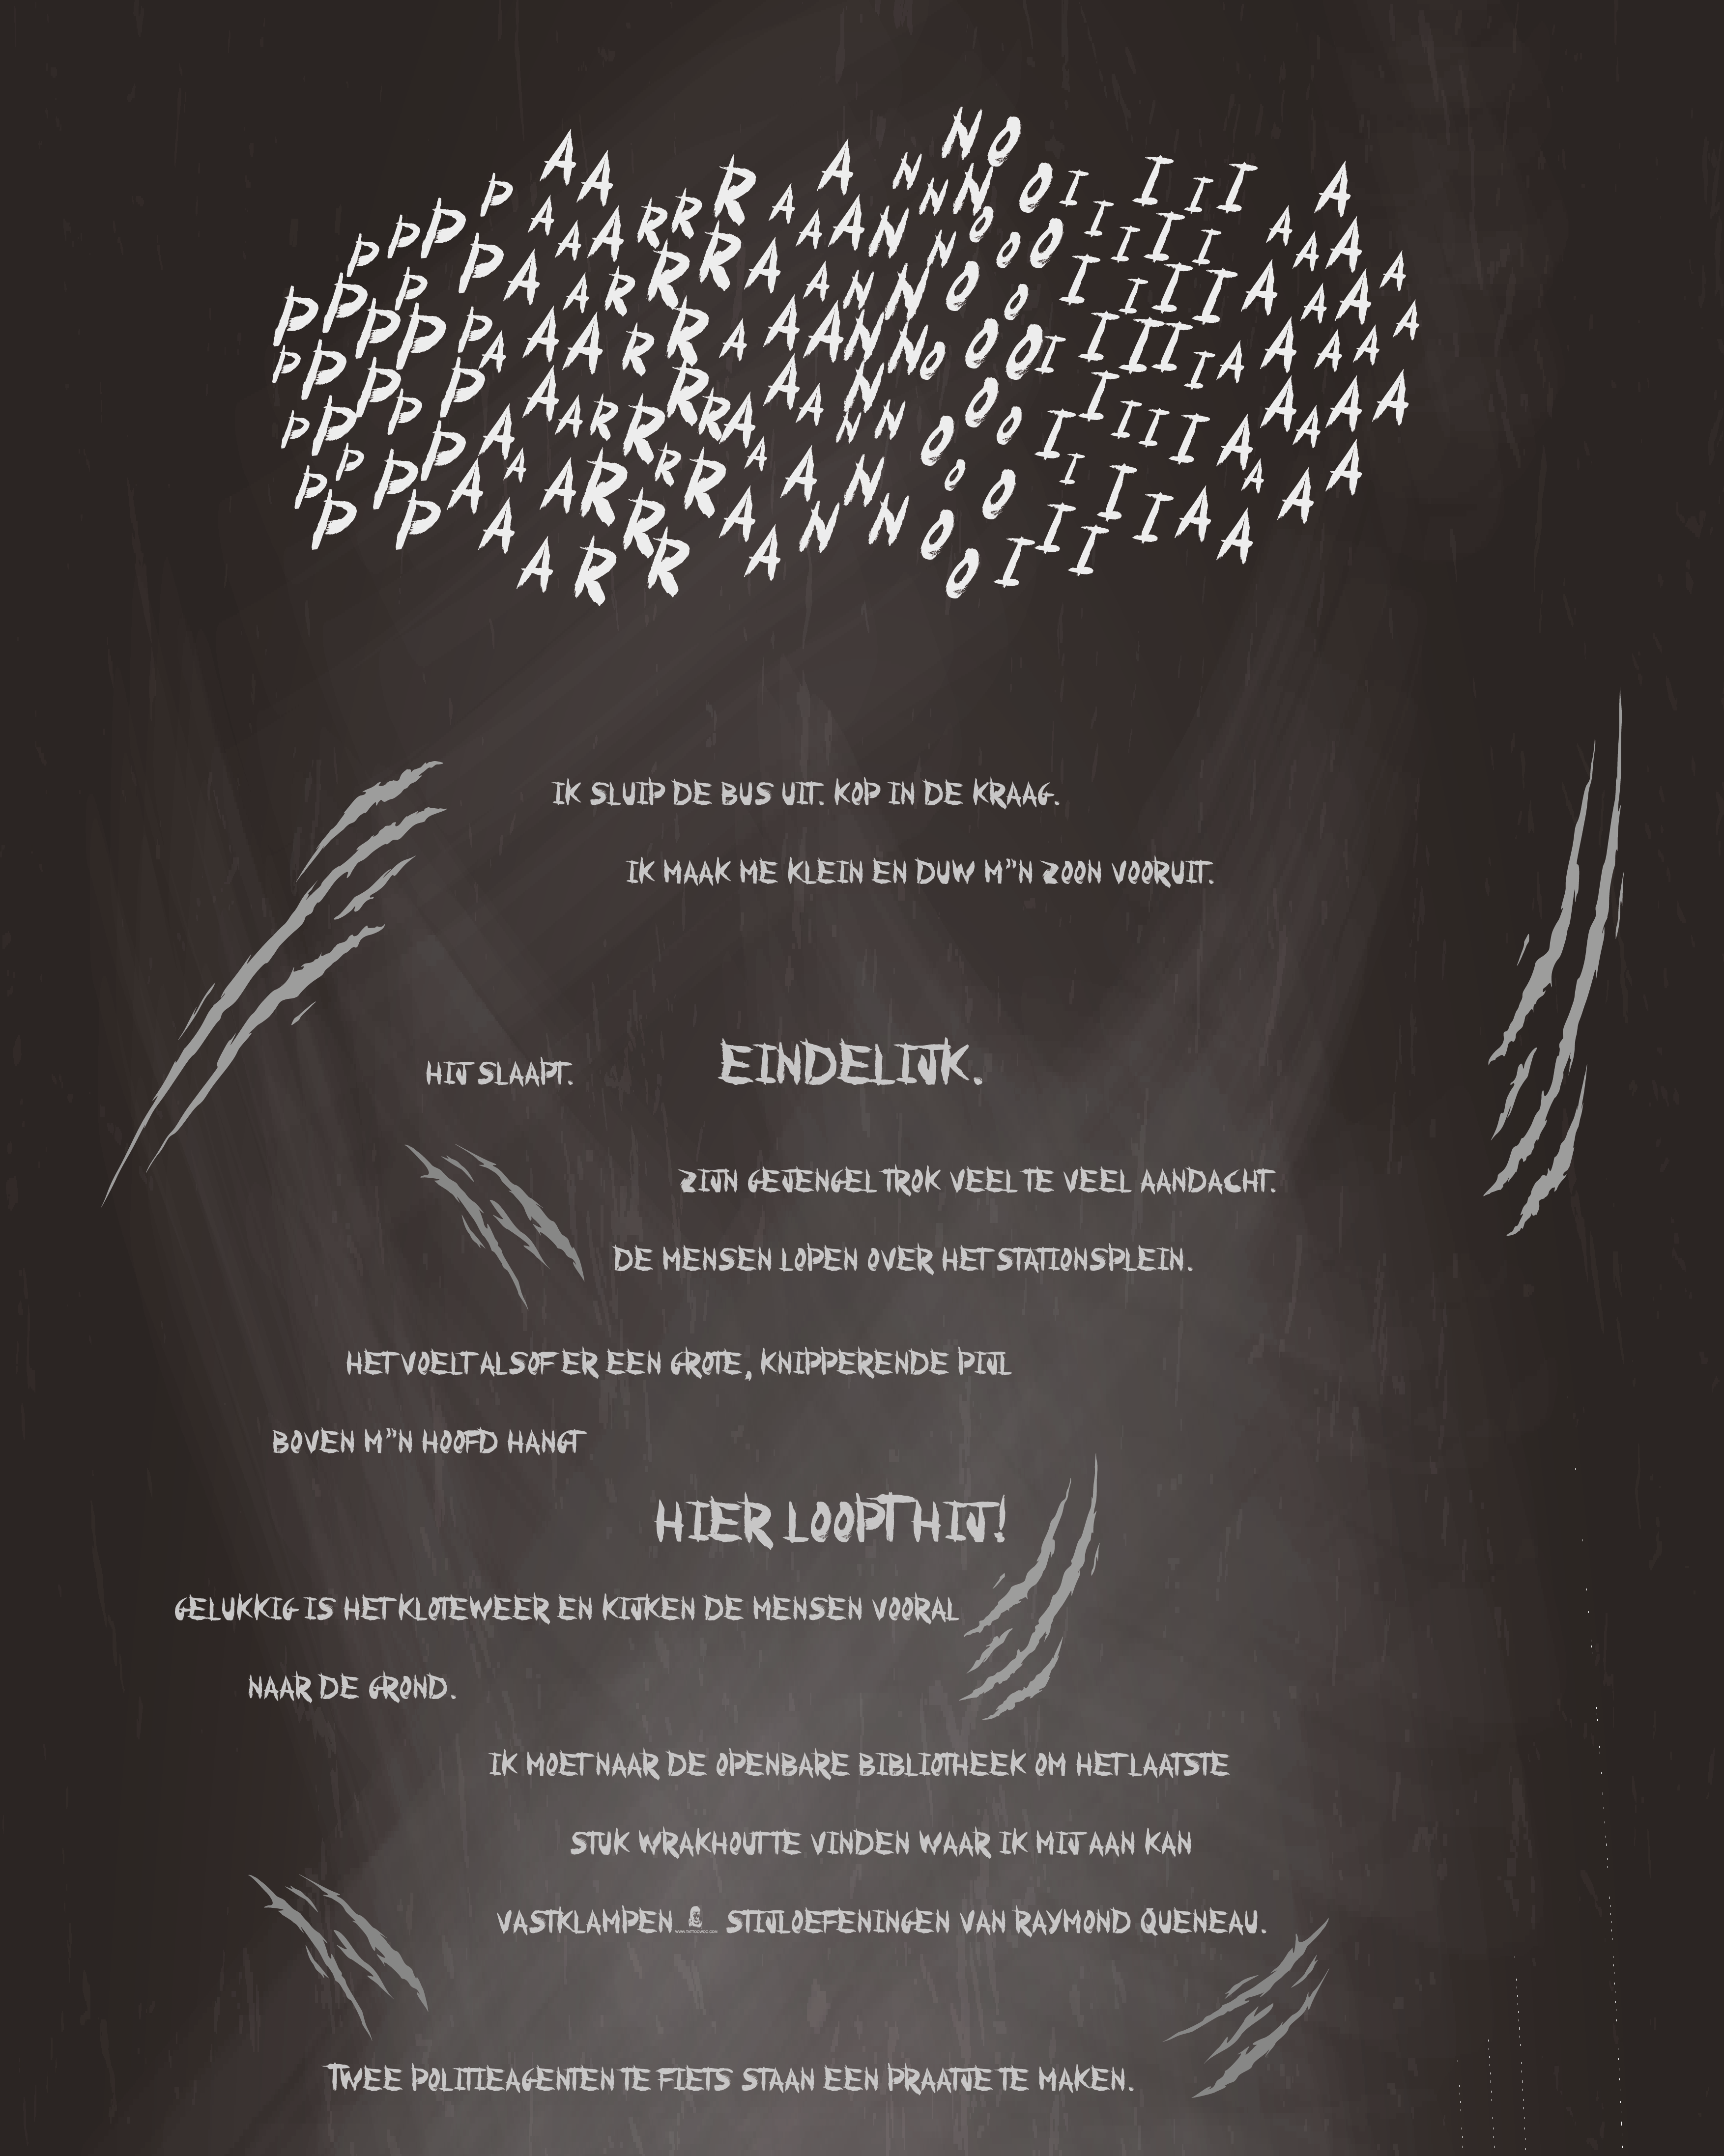 PARANOIA
IK SLUIP DE BUS UIT. KOP IN DE KRAAG.
IK MAAK ME KLEIN EN DUW M"N ZOON VOORUIT.
HIJ SLAAPT. EINDELIJK.
ZIJN GEJENGEL TROK VEEL TE VEEL AANDACHT.
DE MENSEN LOPEN OVER HET STATIONSPLEIN.
HET VOELT ALSOF ER EEN GROTE, KNIPPERENDE PIJL
BOVEN M"N HOOFD HANGT
HIER LOOPT HIJ!
GELUKKIG IS HET KLOTEWEER EN KIJKEN DE MENSEN VOORAL
NAAR DE GROND.
IK MOET NAAR DE OPENBARE BIBLIOTHEEK OM HET LAATSTE
STUK WRAKHOUT TE VINDEN WAAR IK MIJ AAN KAN
VASTKLAMPEN STIJLOEFENINGEN VAN RAYMOND QUENEAU.
TWEE POLITIEAGENTEN TE FIETS STAAN EEN PRAATJE TE MAKEN.